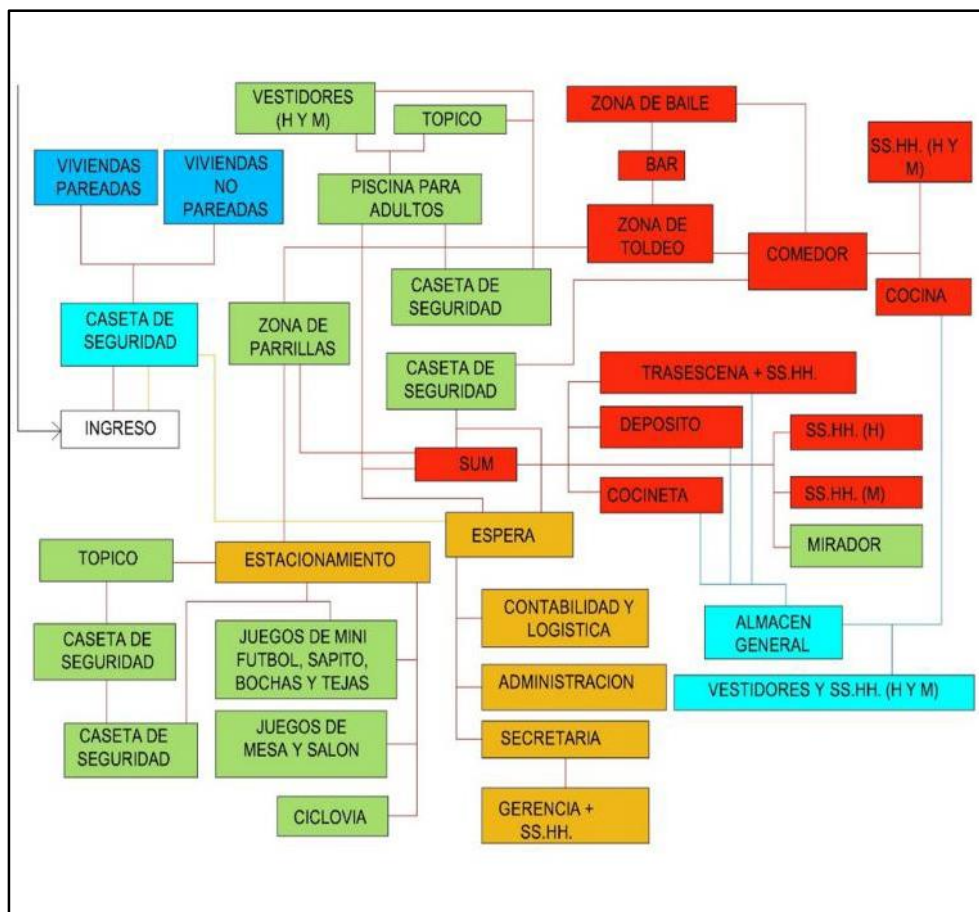 VESTIDORES
(H Y M)
TOPICO
ZONA DE BAILE
SS.HH. (H Y
M)
BAR
VIVIENDAS
PAREADAS
VIVIENDAS
NO
PAREADAS
PISCINA PARA
ADULTOS
ZONA DE
TOLDEO
COMEDOR
COCINA
CASETA DE
SEGURIDAD
CASETA DE
SEGURIDAD
ZONA DE
PARRILLAS
CASETA DE
SEGURIDAD
INGRESO
TRASESCENA + SS.HH.
DEPOSITO
SS.HH. (H)
SUM
COCINETA
SS.HH. (M)
ESPERA
MIRADOR
TOPICO
ESTACIONAMIENTO
CONTABILIDAD Y
LOGISTICA
ALMACEN
GENERAL
CASETA DE
SEGURIDAD
JUEGOS DE MINI
FUTBOL, SAPITO,
BOCHAS Y TEJAS
ADMINISTRACION
VESTIDORES Y SS.HH. (H Y M)
CASETA DE
SEGURIDAD
JUEGOS DE
MESA Y SALON
SECRETARIA
CICLOVIA
GERENCIA +
SS.HH.